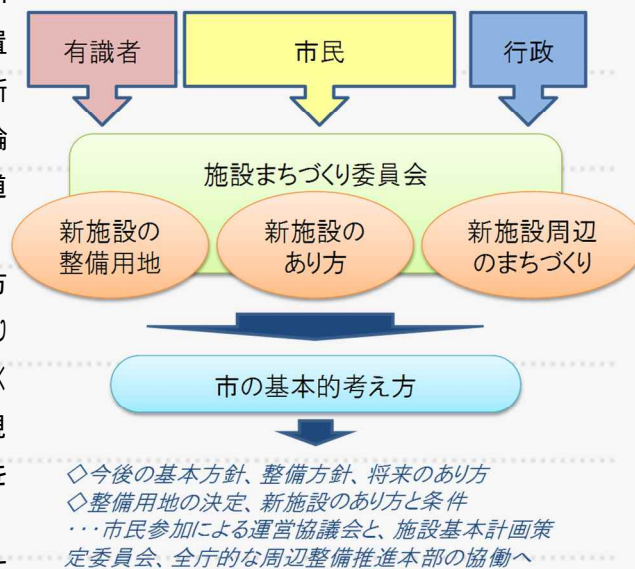 有識者
市民
行政
施設まちづくり委員会
新施設の
整備用地
新施設の
あり方
新施設周辺
のまちづくり
市の基本的考え方
◇今後の基本方針、整備方針、将来のあり方
◇整備用地の決定、新施設のあり方と条件
・・・市民参加による運営協議会と、施設基本計画策
定委員会、全庁的な周辺整備推進本部の協働へ